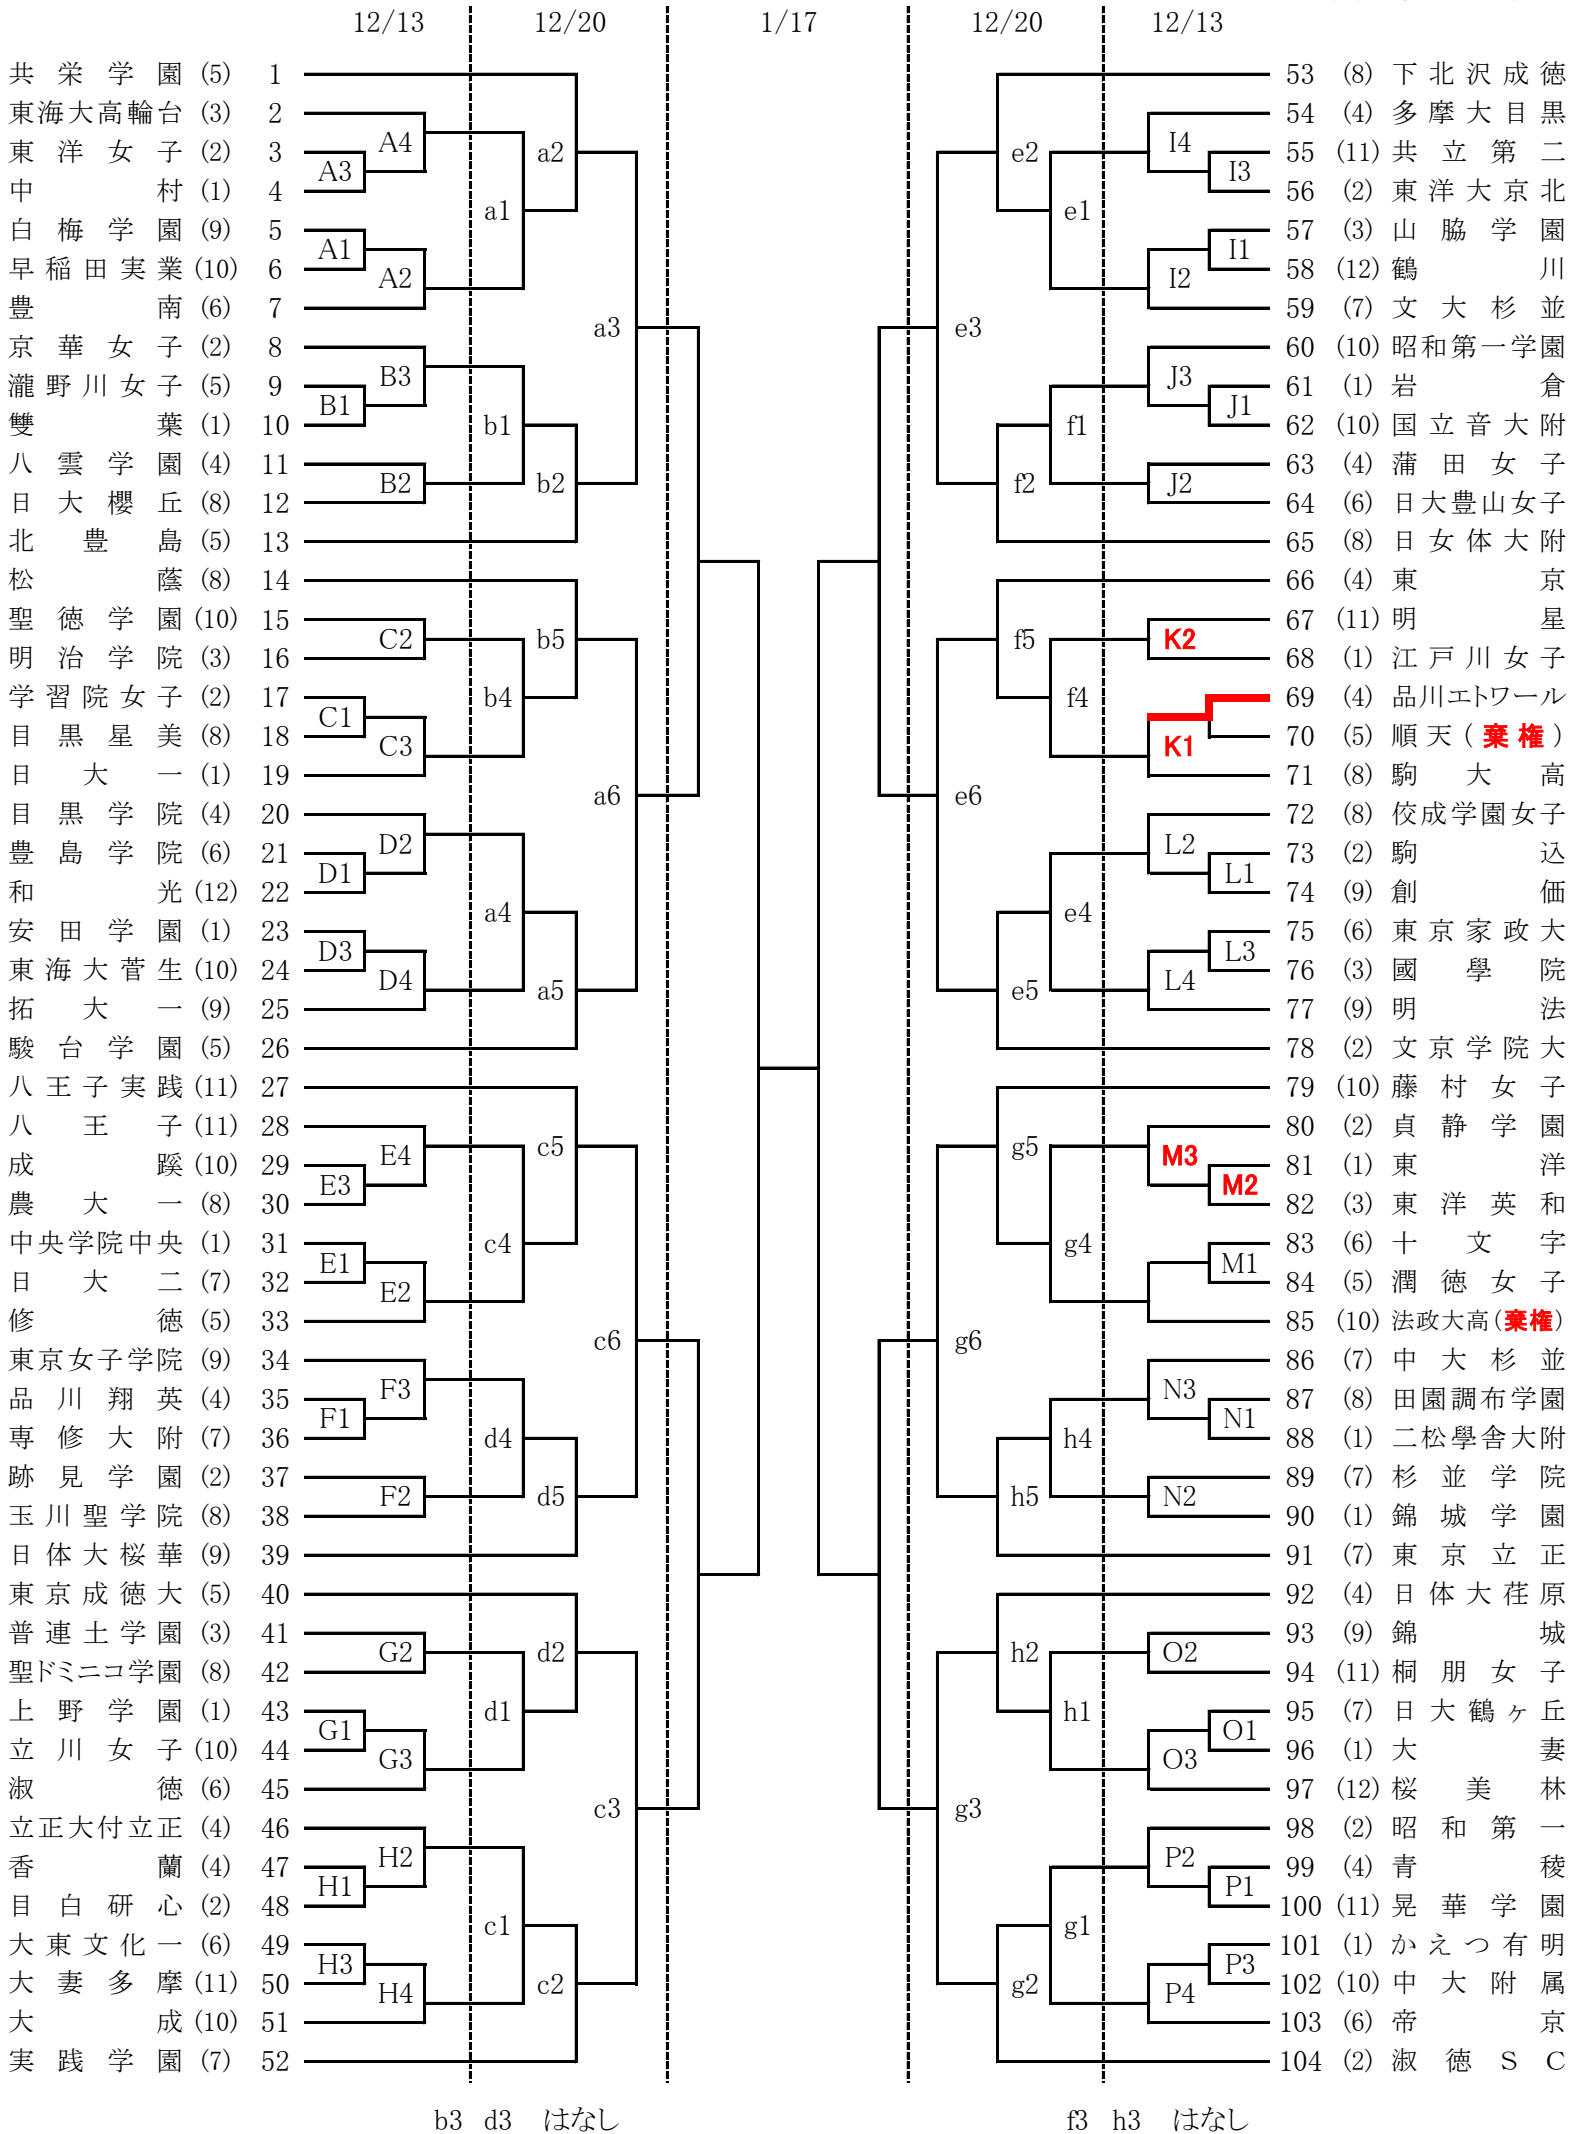 12/13 12/20 1/17 12/20 12/13
共栄学園 (5) 1
東海大高輪台 (3) 2
東洋女子 (2) 3
中村 (1) 4
白梅学園 (9) 5
早稲田実業 (10) 6
豊南 (6) 7
京華女子 (2) 8
瀧野川女子 (5) 9
雙葉 (1) 10
八雲学園 (4) 11
日大櫻丘 (8) 12
北豊島 (5) 13
松蔭 (8) 14
聖徳学園 (10) 15
明治学院 (3) 16
学習院女子 (2) 17
目黒星美 (8) 18
日大一 (1) 19
目黒学院 (4) 20
豊島学院 (6) 21
和光 (12) 22
安田学園 (1) 23
東海大菅生 (10) 24
拓大一 (9) 25
駿台学園 (5) 26
八王子実践 (11) 27
八王子 (11) 28
成蹊 (10) 29
農大一 (8) 30
中央学院中央 (1) 31
日大二 (7) 32
修徳 (5) 33
東京女子学院 (9) 34
品川翔英 (4) 35
専修大附 (7) 36
跡見学園 (2) 37
玉川聖学院 (8) 38
日体大桜華 (9) 39
東京成徳大 (5) 40
普連土学園 (3) 41
聖ドミニコ学園 (8) 42
上野学園 (1) 43
立川女子 (10) 44
淑徳 (6) 45
立正大付立正 (4) 46
香蘭 (4) 47
目白研心 (2) 48
大東文化一 (6) 49
大妻多摩 (11) 50
大成 (10) 51
実践学園 (7) 52
A4
A3
A1
A2
B3
B1
B2
C2
C1
C3
D2
D1
D3
D4
E4
E3
E1
E2
F3
F1
F2
G2
G1
G3
H2
H1
H3
H4
a2
a1
a3
b1
b2
b5
b4
a6
a4
a5
c5
c4
c6
d4
d5
d2
d1
c3
c1
c2
e2
e1
e3
f1
f2
f5
f4
e6
e4
e5
g5
g4
g6
h4
h5
h2
h1
g3
g1
g2
I4
I3
I1
I2
J3
J1
J2
K2
K1
L2
L1
L3
L4
M3
M2
M1
N3
N1
N2
O2
O1
O3
P2
P1
P3
P4
53 (8) 下北沢成徳
54 (4) 多摩大目黒
55 (11) 共立第二
56 (2) 東洋大京北
57 (3) 山脇学園
58 (12) 鶴川
59 (7) 文大杉並
60 (10) 昭和第一学園
61 (1) 岩倉
62 (10) 国立音大附
63 (4) 蒲田女子
64 (6) 日大豊山女子
65 (8) 日女体大附
66 (4) 東京
67 (11) 明星
68 (1) 江戸川女子
69 (4) 品川エトワール
70 (5) 順天(棄権)
71 (8) 駒大高
72 (8) 佼成学園女子
73 (2) 駒込
74 (9) 創価
75 (6) 東京家政大
76 (3) 國學院
77 (9) 明法
78 (2) 文京学院大
79 (10) 藤村女子
80 (2) 貞静学園
81 (1) 東洋
82 (3) 東洋英和
83 (6) 十文字
84 (5) 潤徳女子
85 (10) 法政大高(棄権)
86 (7) 中大杉並
87 (8) 田園調布学園
88 (1) 二松學舎大附
89 (7) 杉並学院
90 (1) 錦城学園
91 (7) 東京立正
92 (4) 日体大荏原
93 (9) 錦城
94 (11) 桐朋女子
95 (7) 日大鶴ヶ丘
96 (1) 大妻
97 (12) 桜美林
98 (2) 昭和第一
99 (4) 青稜
100 (11) 晃華学園
101 (1) かえつ有明
102 (10) 中大附属
103 (6) 帝京
104 (2) 淑徳SC
b3 d3 はなし f3 h3 はなし